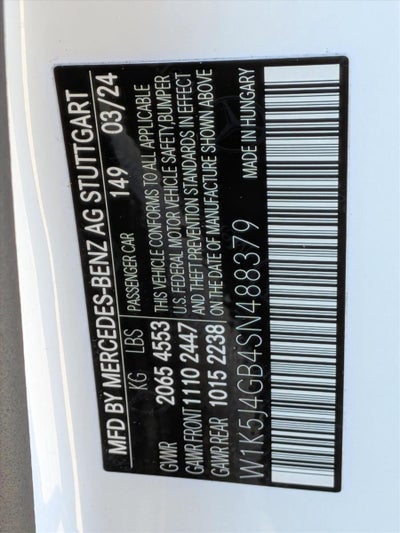 MFD BY MERCEDES-BENZ AG STUTTGART
149 03/24
KG LBS PASSENGER CAR
GVWR 2065 4553
GAWR FRONT 1110 2447
GAWR REAR 1015 2238
THIS VEHICLE CONFORMS TO ALL APPLICABLE
U.S. FEDERAL MOTOR VEHICLE SAFETY,BUMPER
AND THEFT PREVENTION STANDARDS IN EFFECT
ON THE DATE OF MANUFACTURE SHOWN ABOVE
W1K5J4GB4SN488379 MADE IN HUNGARY